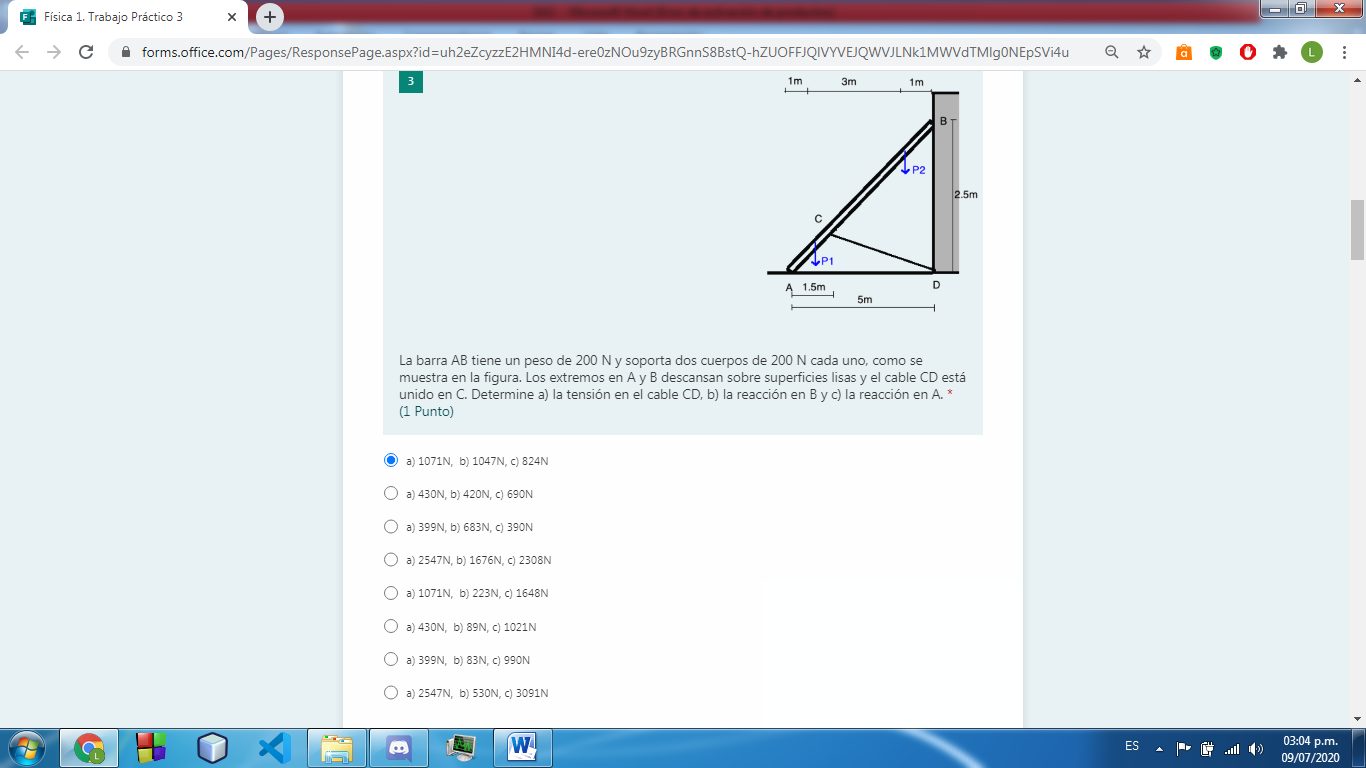 Física 1. Trabajo Práctico 3
forms.office.com/Pages/ResponsePage.aspx?id=uh2eZcyzzE2HMNI4d-ere0zNOu9zyBRGnnS8BstQ-hZUOFFJQlVYVEJQWVJLNk1MWVdTMlg0NEpSVi4u
L
3
1m 3m 1m
B
P2
2.5m
C
P1
A 1.5m D
5m
La barra AB tiene un peso de 200 N y soporta dos cuerpos de 200 N cada uno, como se
muestra en la figura. Los extremos en A y B descansan sobre superficies lisas y el cable CD está
unido en C. Determine a) la tensión en el cable CD, b) la reacción en B y c) la reacción en A. *
(1 Punto)
a) 1071N, b) 1047N, c) 824N
a) 430N, b) 420N, c) 690N
a) 399N, b) 683N, c) 390N
a) 2547N, b) 1676N, c) 2308N
a) 1071N, b) 223N, c) 1648N
a) 430N, b) 89N, c) 1021N
a) 399N, b) 83N, c) 990N
a) 2547N, b) 530N, c) 3091N
ES
03:04 p.m.
09/07/2020